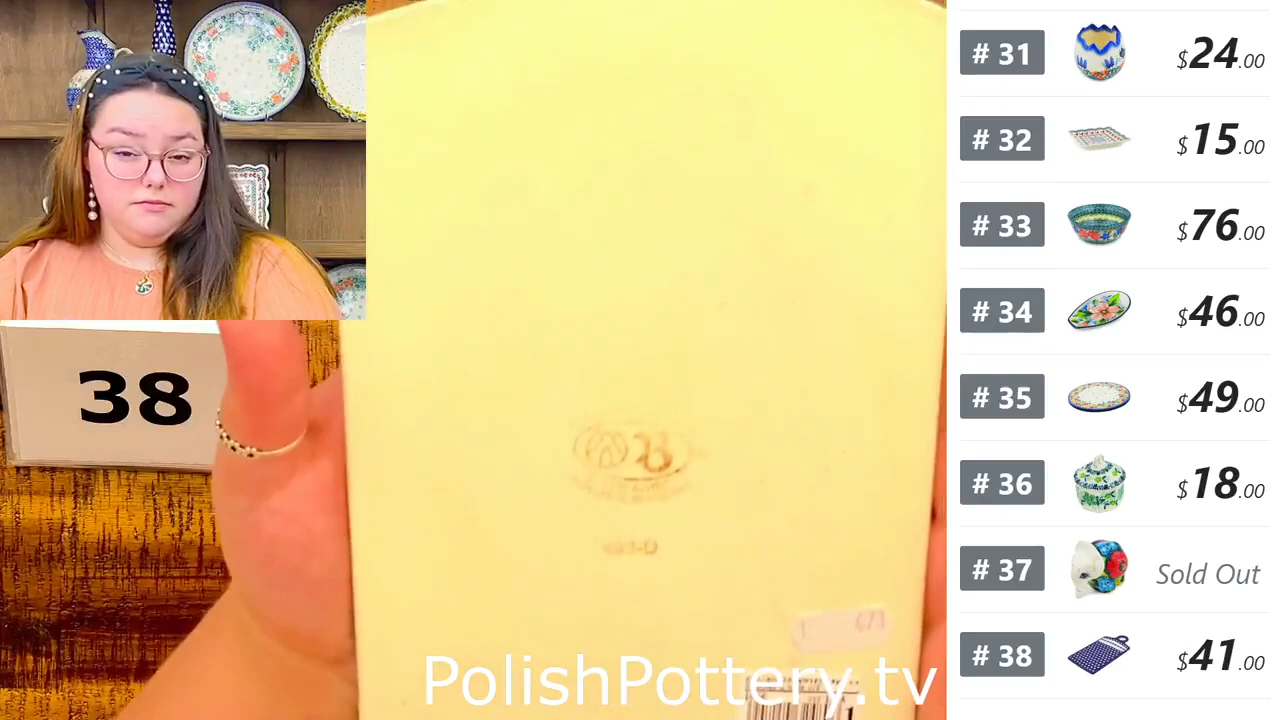 38
PolishPottery.tv
# 31 $24.00
# 32 $15.00
# 33 $76.00
# 34 $46.00
# 35 $49.00
# 36 $18.00
# 37 Sold Out
# 38 $41.00